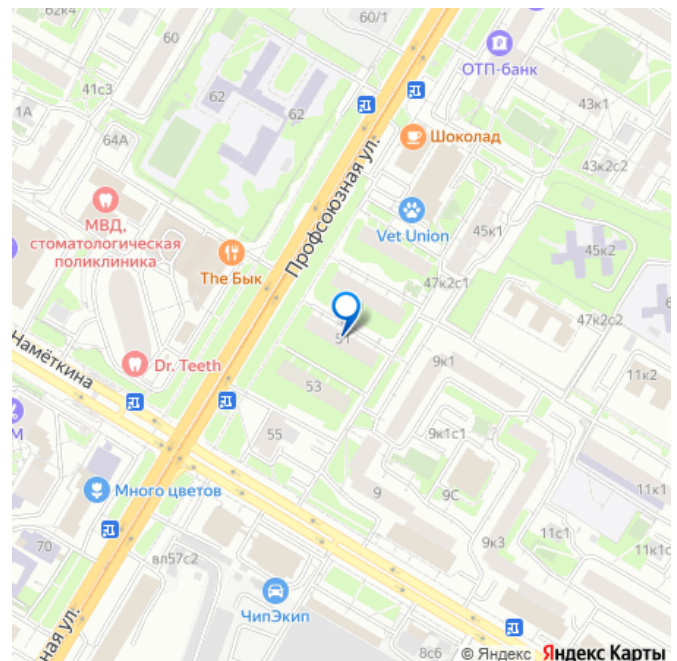 62к4
60/1
60
ОТП-банк
41с3
62
62
43к1
1А
64А
Шоколад
43к2с2
Профсоюзная ул.
МВД,
стоматологическая
поликлиника
Vet Union
45к1
45к2
The Бык
47к2с1
6
47к2с2
51
Намёткина
Dr. Teeth
9к1
11к2
53
М
55
9к1с1
Много цветов
9
9С
11к1
70
вл57с2
9к3
11с1
11к1с
ЧипЭкип
ная ул.
8с6
© Яндекс Яндекс Карты